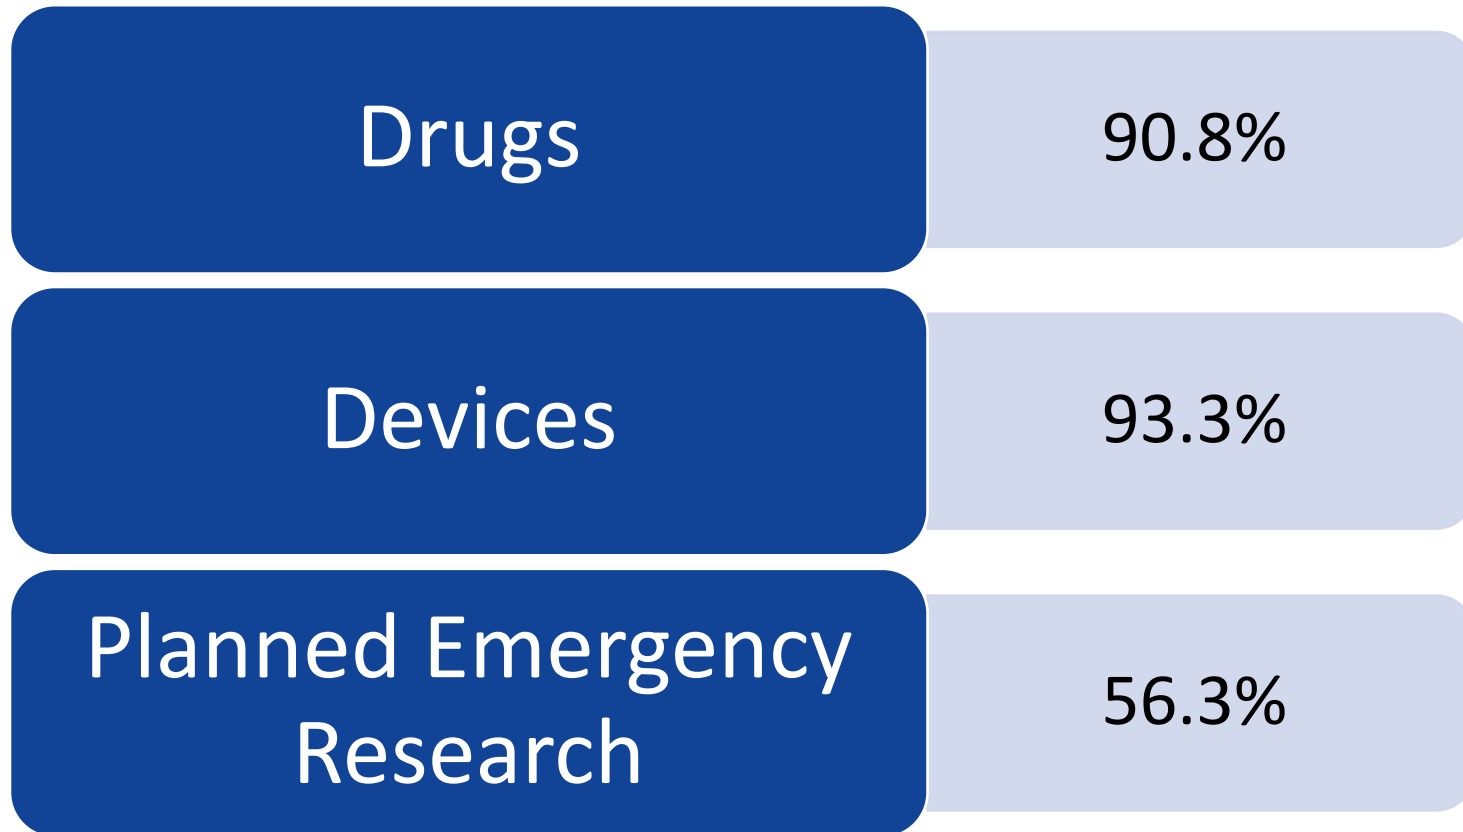 Drugs
90.8%
Devices
93.3%
Planned Emergency
Research
56.3%